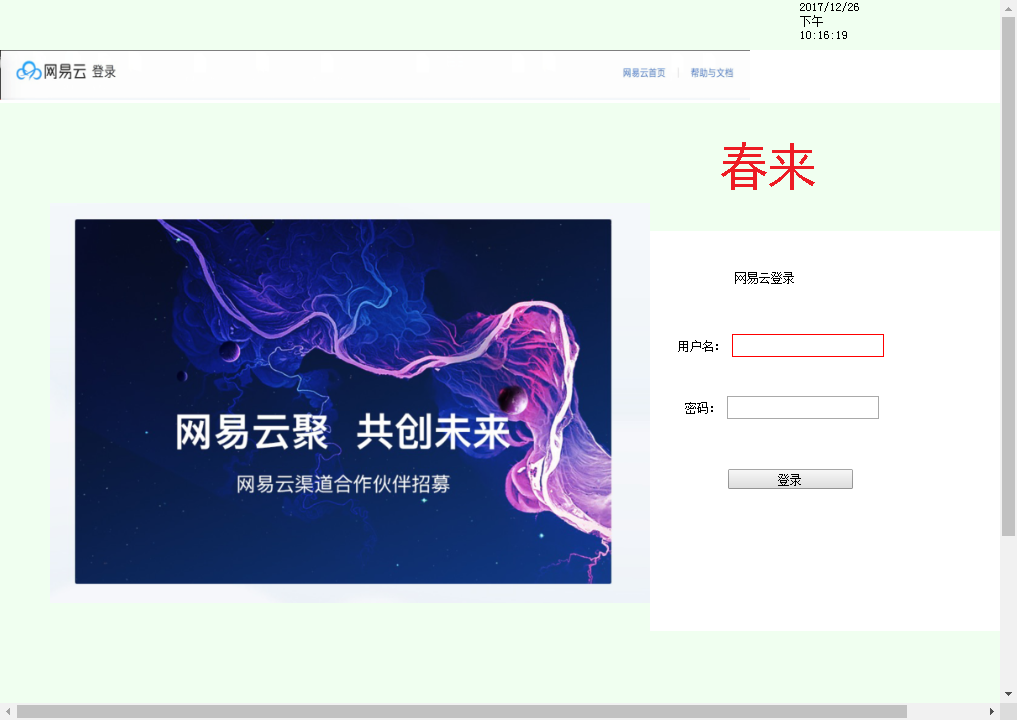 2017/12/26
下午
10:16:19
网易云 登录
网易云首页 | 帮助与文档
春来
网易云聚 共创未来
网易云渠道合作伙伴招募
网易云登录
用户名：
密码：
登录